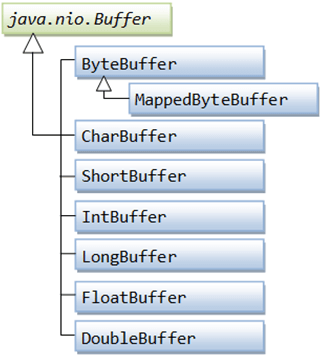 java.nio.Buffer
ByteBuffer
MappedByteBuffer
CharBuffer
ShortBuffer
IntBuffer
LongBuffer
FloatBuffer
DoubleBuffer